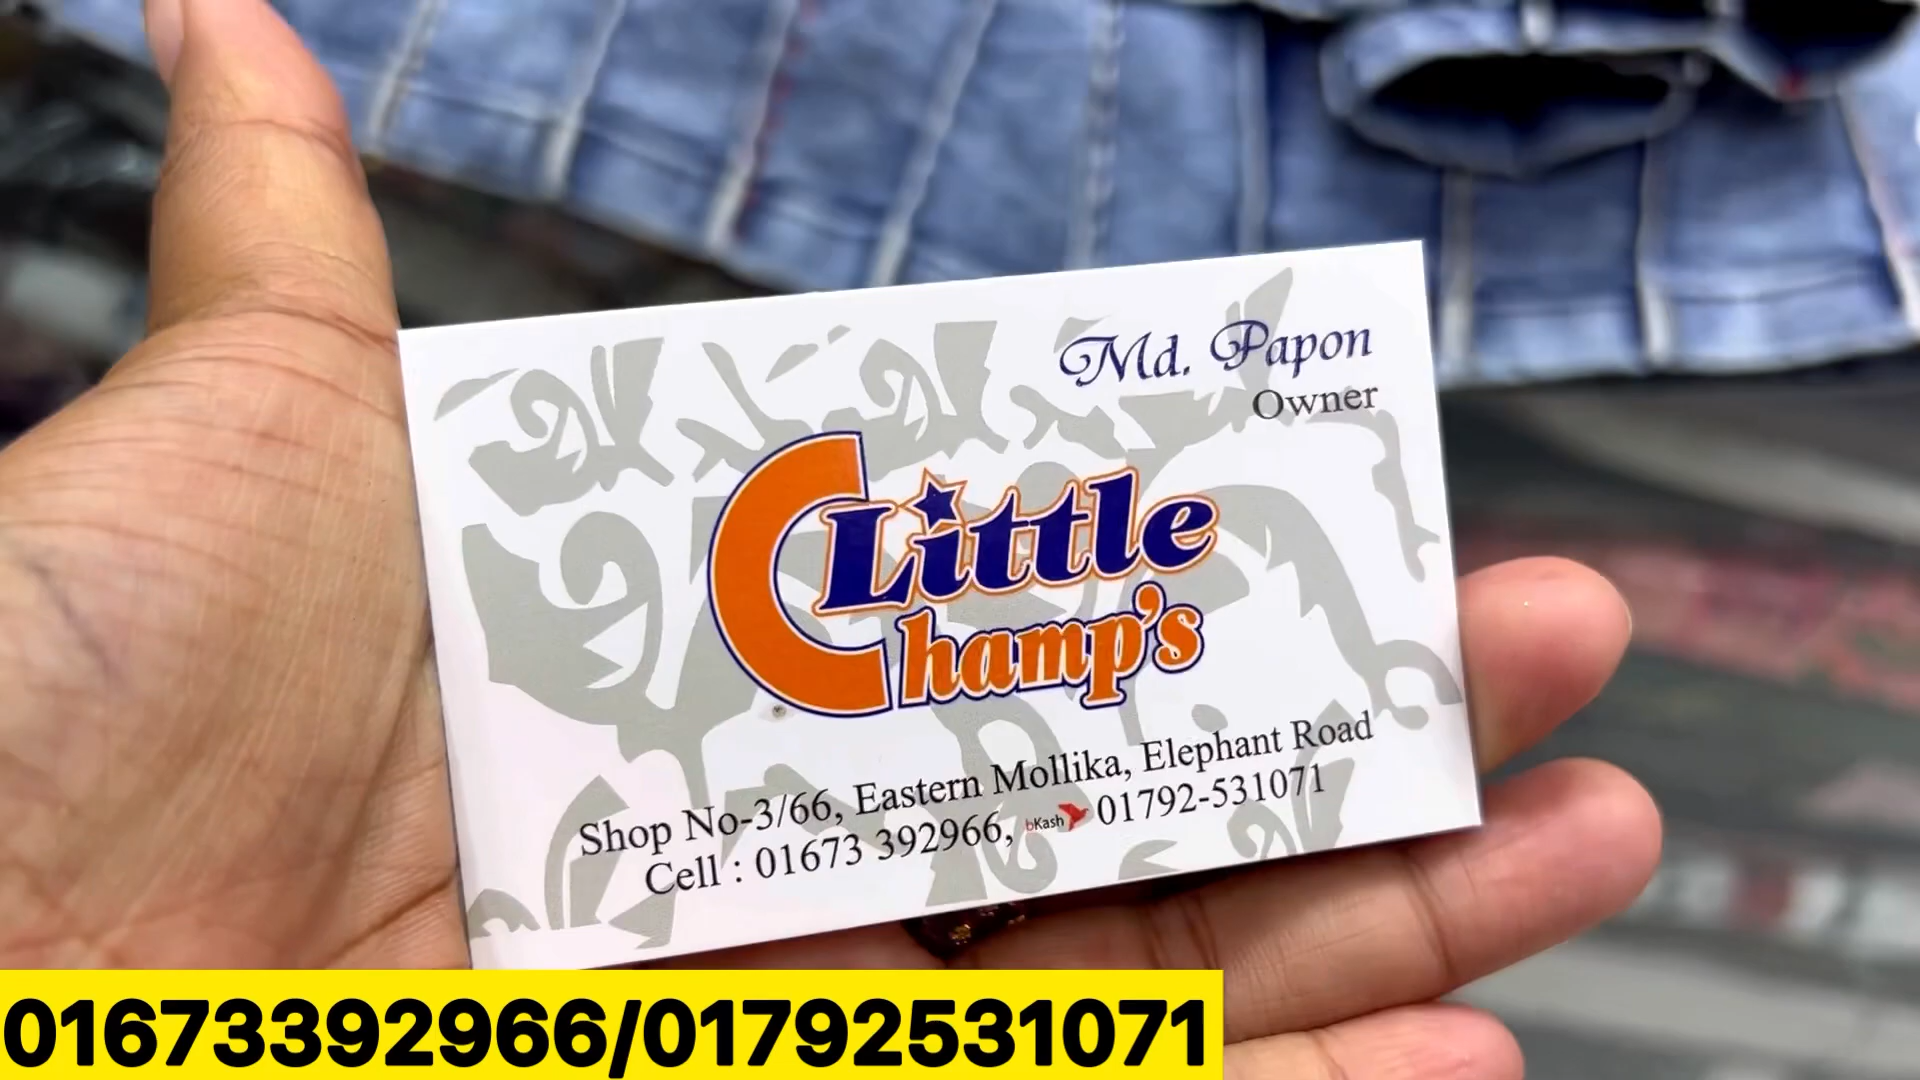 Md. Papon
Owner
Little
Champ's
Shop No-3/66, Eastern Mollika, Elephant Road
Cell : 01673 392966, bKash 01792-531071
01673392966/01792531071